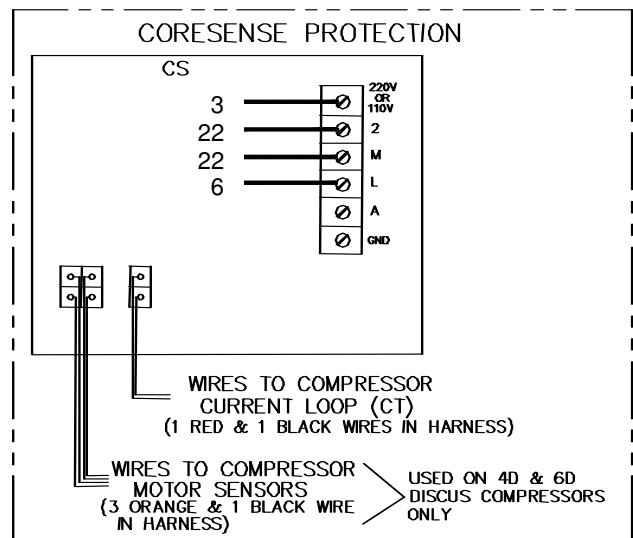 CORESENSE PROTECTION
CS
220V
OR
110V
3
22 2
22 M
6 L
A
GND
WIRES TO COMPRESSOR
CURRENT LOOP (CT)
(1 RED & 1 BLACK WIRES IN HARNESS)
WIRES TO COMPRESSOR
MOTOR SENSORS
(3 ORANGE & 1 BLACK WIRE
IN HARNESS)
USED ON 4D & 6D
DISCUS COMPRESSORS
ONLY